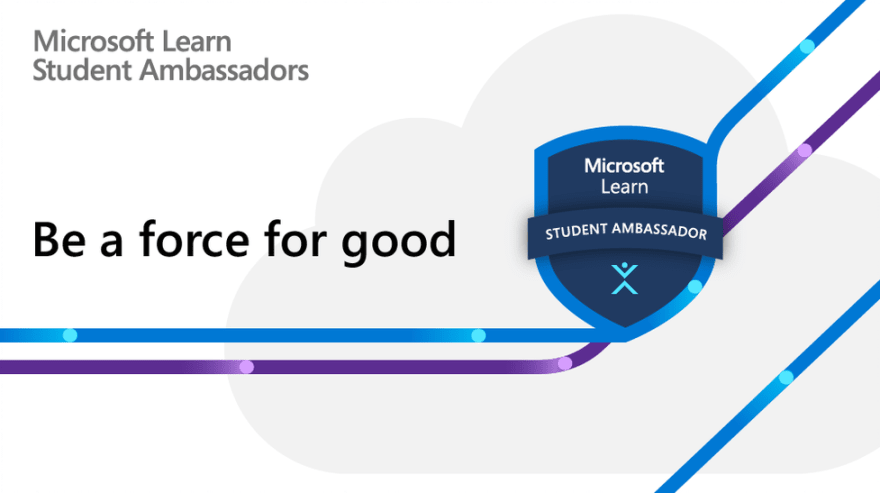 Microsoft Learn
Student Ambassadors
Be a force for good
Microsoft
Learn
STUDENT AMBASSADOR